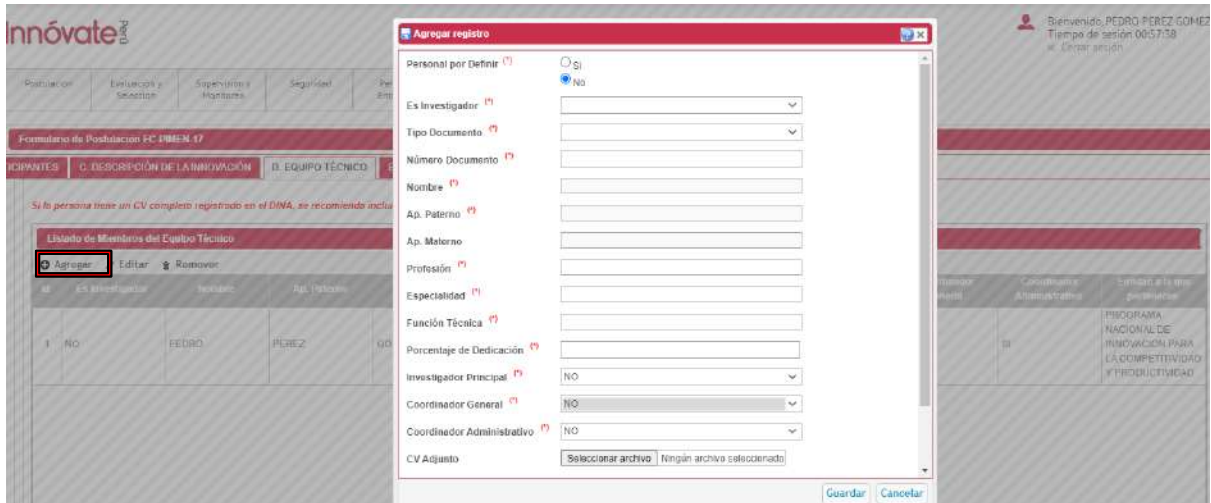 Innóvate Perú
Bienvenido, PEDRO PEREZ GOMEZ
Tiempo de sesión 00:57:38
Cerrar sesión
Postulacion
Evaluacion y Seleccion
Supervision y Monitoreo
Seguridad
Formulario de Postulación FC-PIMEN-17
C. DESCRIPCIÓN DE LA INNOVACIÓN
D. EQUIPO TÉCNICO
Si la persona tiene un CV completo registrado en el DINA, se recomienda
Listado de Miembros del Equipo Técnico
Agregar Editar Remover
Id Es Investigador Nombre Ap. Paterno
Coordinador Administrativo
Entidad a la que pertenece
1 NO PEDRO PEREZ
SI
PROGRAMA
NACIONAL DE
INNOVACION PARA
LA COMPETITIVIDAD
Y PRODUCTIVIDAD
Agregar registro
Personal por Definir (*) Si
No
Es Investigador (*)
Tipo Documento (*)
Número Documento (*)
Nombre (*)
Ap. Paterno (*)
Ap. Materno
Profesión (*)
Especialidad (*)
Función Técnica (*)
Porcentaje de Dedicación (*)
Investigador Principal (*) NO
Coordinador General (*) NO
Coordinador Administrativo (*) NO
CV Adjunto Seleccionar archivo Ningún archivo seleccionado
Guardar Cancelar